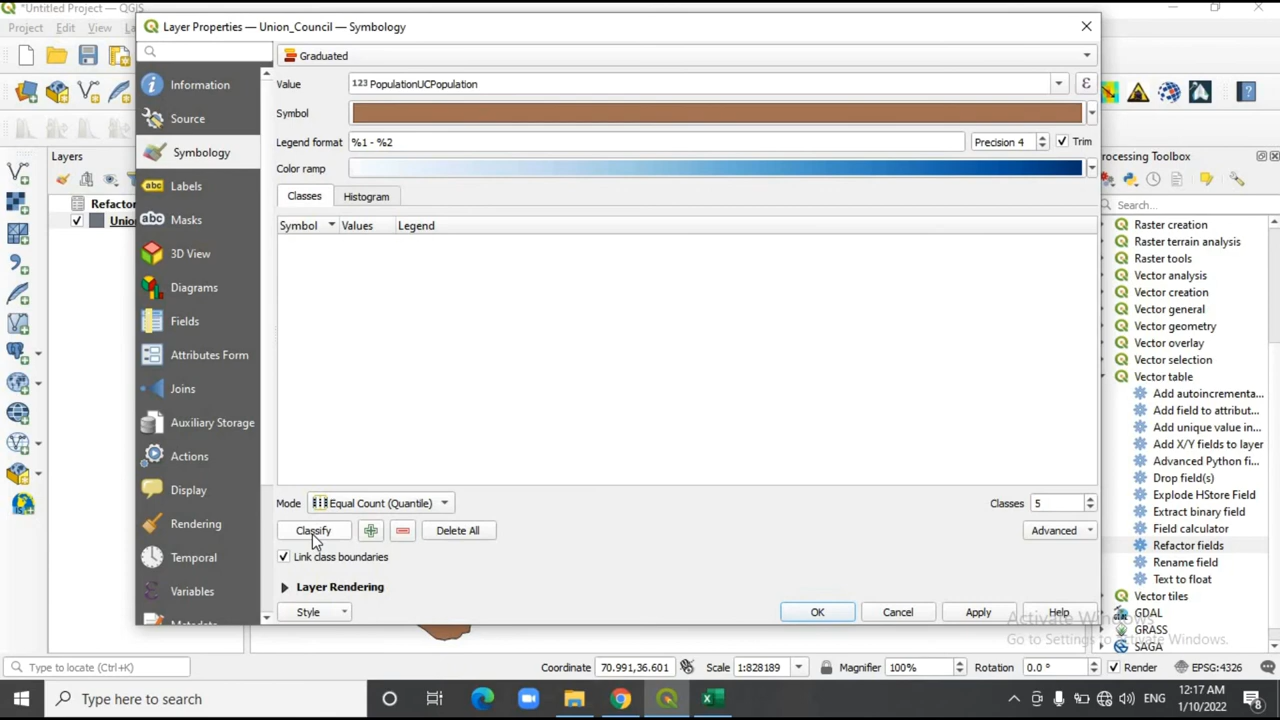 *Untitled Project — QGIS
Layer Properties — Union_Council — Symbology
Project Edit View
Graduated
Information
Value
123 PopulationUCPopulation
ε
Source
Symbol
Legend format
%1 - %2
Precision 4
Trim
Layers
Symbology
Color ramp
rocessing Toolbox
abc
Labels
Classes
Histogram
Search...
Refactor
Union
abc
Masks
Symbol
Values
Legend
Raster creation
Raster terrain analysis
3D View
Raster tools
Vector analysis
Diagrams
Vector creation
Vector general
Fields
Vector geometry
Vector overlay
Attributes Form
Vector selection
Vector table
Joins
Add autoincrementa...
Add field to attribut...
Auxiliary Storage
Add unique value in...
Add X/Y fields to layer
Actions
Advanced Python fi...
Drop field(s)
Display
Explode HStore Field
Mode
Equal Count (Quantile)
Classes
5
Extract binary field
Rendering
Classify
Delete All
Advanced
Field calculator
Refactor fields
Temporal
Link class boundaries
Rename field
Text to float
Variables
Layer Rendering
Vector tiles
Style
OK
Cancel
Apply
Help
GDAL
GRASS
Activate Windows
Go to Settings to Activate Windows.
SAGA
Type to locate (Ctrl+K)
Coordinate
70.991,36.601
Scale
1:828189
Magnifier
100%
Rotation
0.0 °
Render
EPSG:4326
Type here to search
ENG
12:17 AM
1/10/2022
8